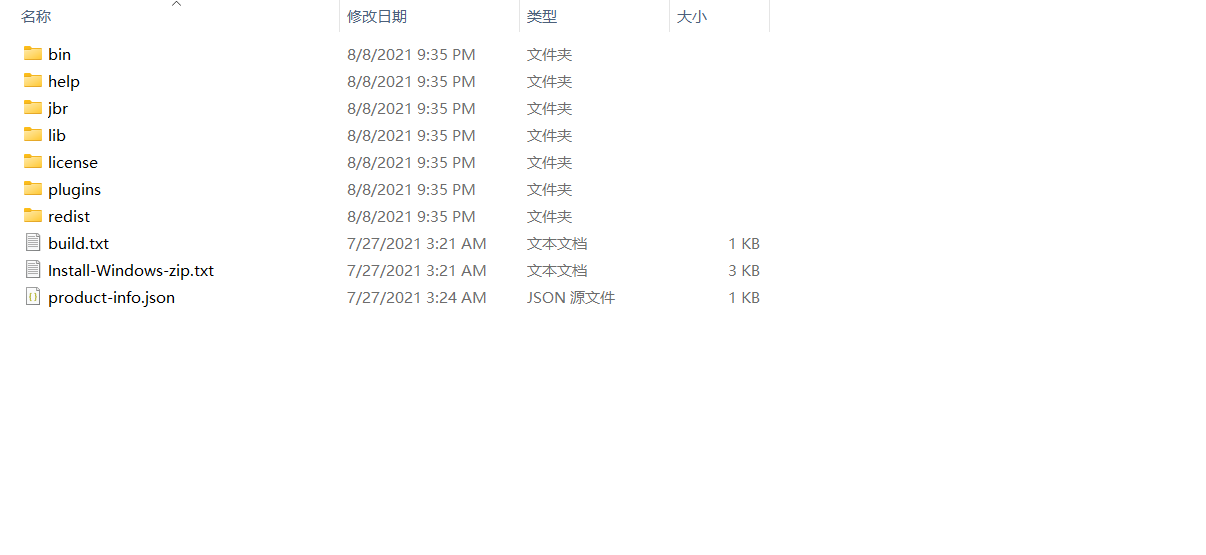 名称 修改日期 类型 大小
bin 8/8/2021 9:35 PM 文件夹
help 8/8/2021 9:35 PM 文件夹
jbr 8/8/2021 9:35 PM 文件夹
lib 8/8/2021 9:35 PM 文件夹
license 8/8/2021 9:35 PM 文件夹
plugins 8/8/2021 9:35 PM 文件夹
redist 8/8/2021 9:35 PM 文件夹
build.txt 7/27/2021 3:21 AM 文本文档 1 KB
Install-Windows-zip.txt 7/27/2021 3:21 AM 文本文档 3 KB
product-info.json 7/27/2021 3:24 AM JSON 源文件 1 KB